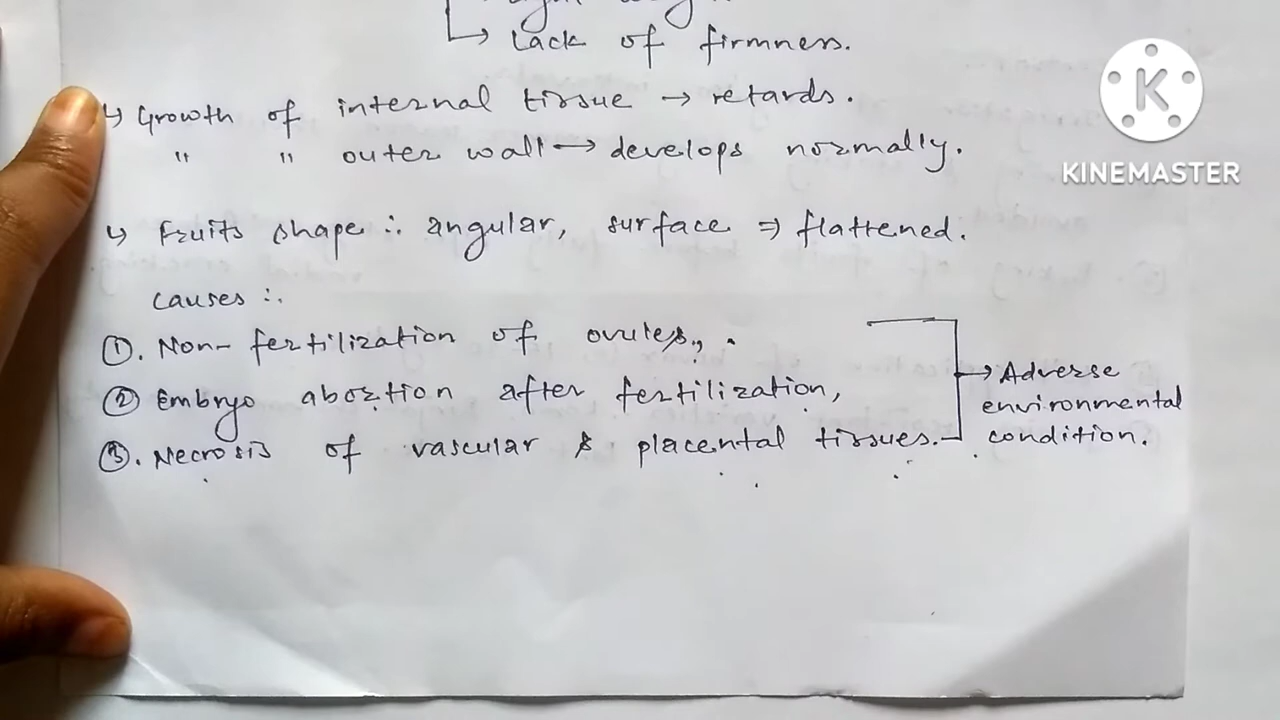 ↳ Lack of firmness.
↳ Growth of internal tissue → retards.
" " outer wall → develops normally.
↳ Fruits shape :. angular, surface ⇒ flattened.
causes :.
①. Non-fertilization of ovules,, .
② Embryo abortion after fertilization,
③. Necrosis of vascular & placental tissues.
→ Adverse
environmental
condition.
K
KINEMASTER